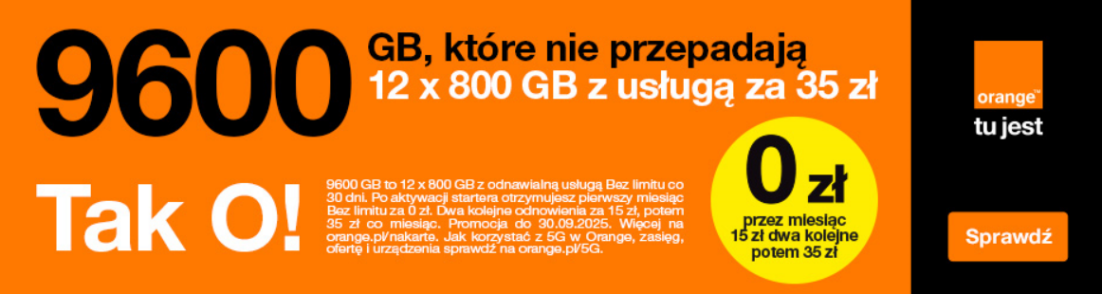 9600
GB, które nie przepadają
12 x 800 GB z usługą za 35 zł
Tak O!
9600 GB to 12 x 800 GB z odnawialną usługą Bez limitu co
30 dni. Po aktywacji startera otrzymujesz pierwszy miesiąc
Bez limitu za 0 zł. Dwa kolejne odnowienia za 15 zł, potem
35 zł co miesiąc. Promocja do 30.09.2025. Więcej na
orange.pl/nakarte. Jak korzystać z 5G w Orange, zasięg,
ofertę i urządzenia sprawdź na orange.pl/5G.
0 zł
przez miesiąc
15 zł dwa kolejne
potem 35 zł
orange™
tu jest
Sprawdź